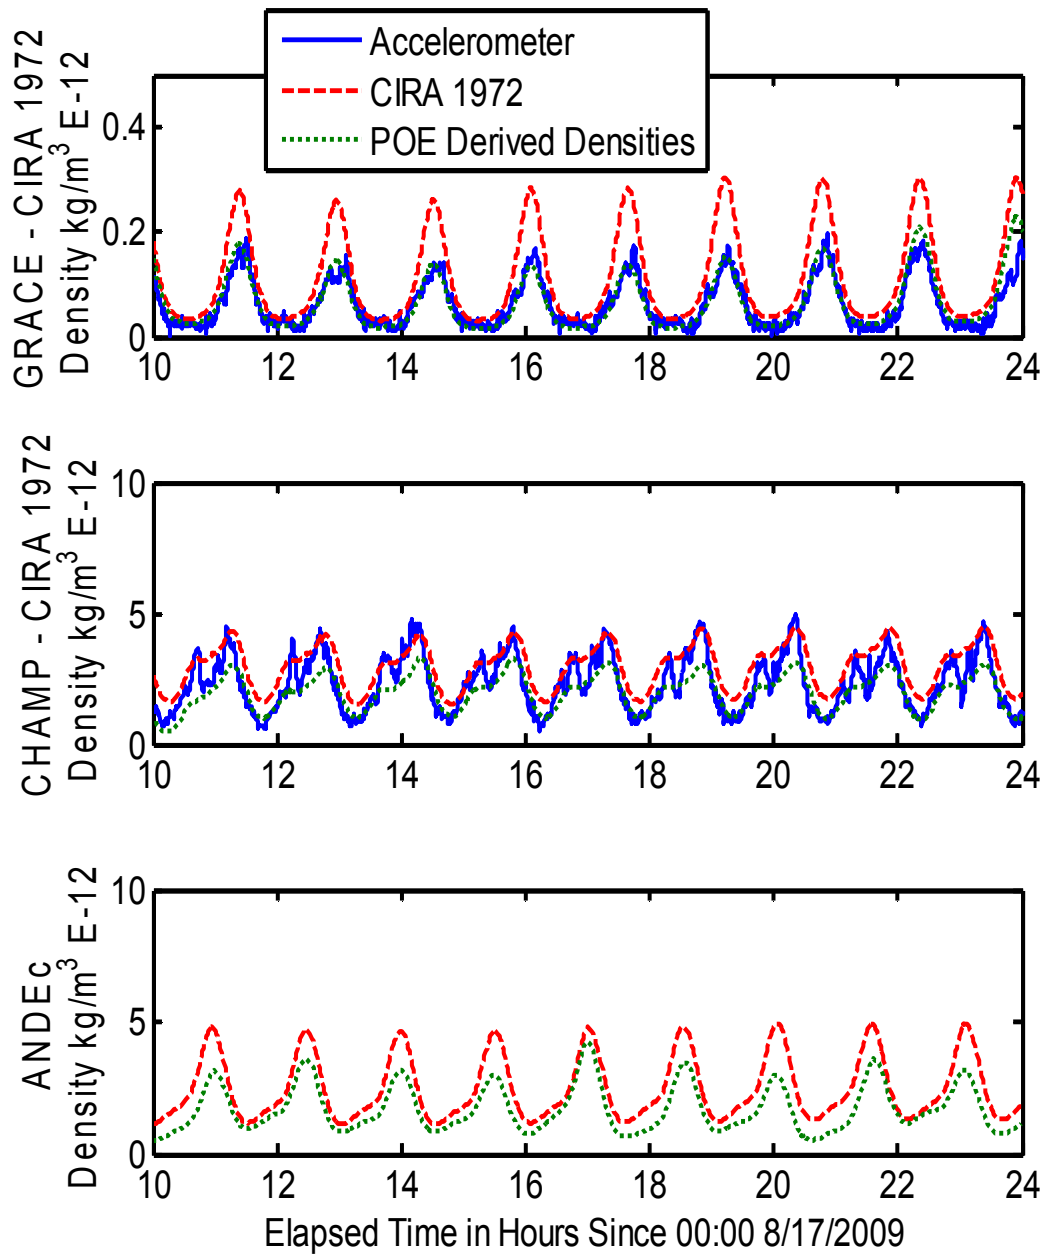 Accelerometer
CIRA 1972
POE Derived Densities
GRACE - CIRA 1972
Density kg/m³ E-12
0.4
0.2
0
10 12 14 16 18 20 22 24
CHAMP - CIRA 1972
Density kg/m³ E-12
10
5
0
10 12 14 16 18 20 22 24
ANDEc
Density kg/m³ E-12
10
5
0
10 12 14 16 18 20 22 24
Elapsed Time in Hours Since 00:00 8/17/2009